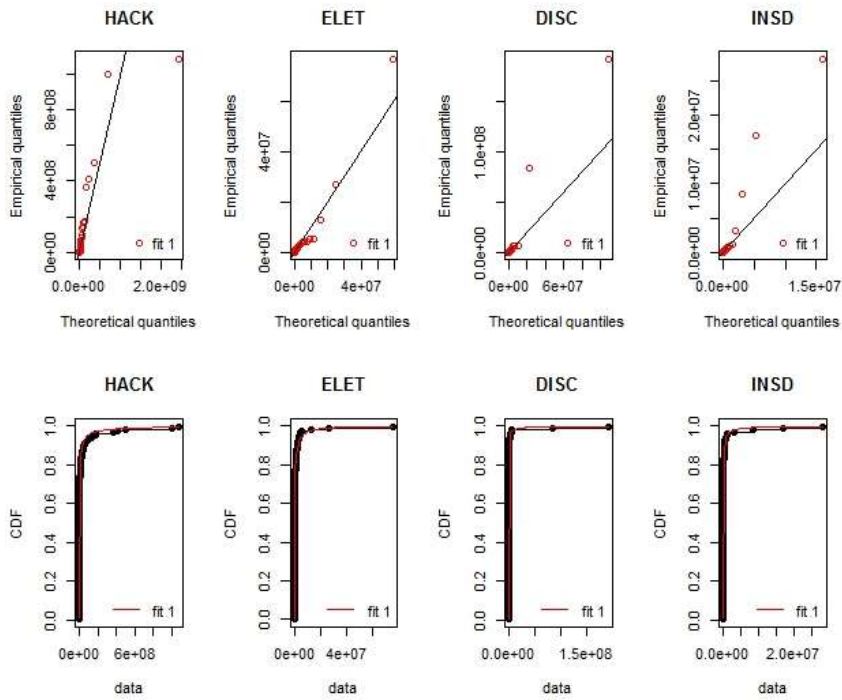 HACK
ELET
DISC
INSD
Empirical quantiles
0e+00
4e+08
8e+08
fit 1
0.0e+00
2.0e+09
Theoretical quantiles
Empirical quantiles
0e+00
4e+07
fit 1
0e+00
4e+07
Theoretical quantiles
Empirical quantiles
0.0e+00
1.0e+08
fit 1
0e+00
6e+07
Theoretical quantiles
Empirical quantiles
0.0e+00
1.0e+07
2.0e+07
fit 1
0.0e+00
1.5e+07
Theoretical quantiles
HACK
ELET
DISC
INSD
CDF
0.0
0.2
0.4
0.6
0.8
1.0
fit 1
0e+00
6e+08
data
CDF
0.0
0.2
0.4
0.6
0.8
1.0
fit 1
0e+00
4e+07
data
CDF
0.0
0.2
0.4
0.6
0.8
1.0
fit 1
0.0e+00
1.5e+08
data
CDF
0.0
0.2
0.4
0.6
0.8
1.0
fit 1
0.0e+00
2.0e+07
data